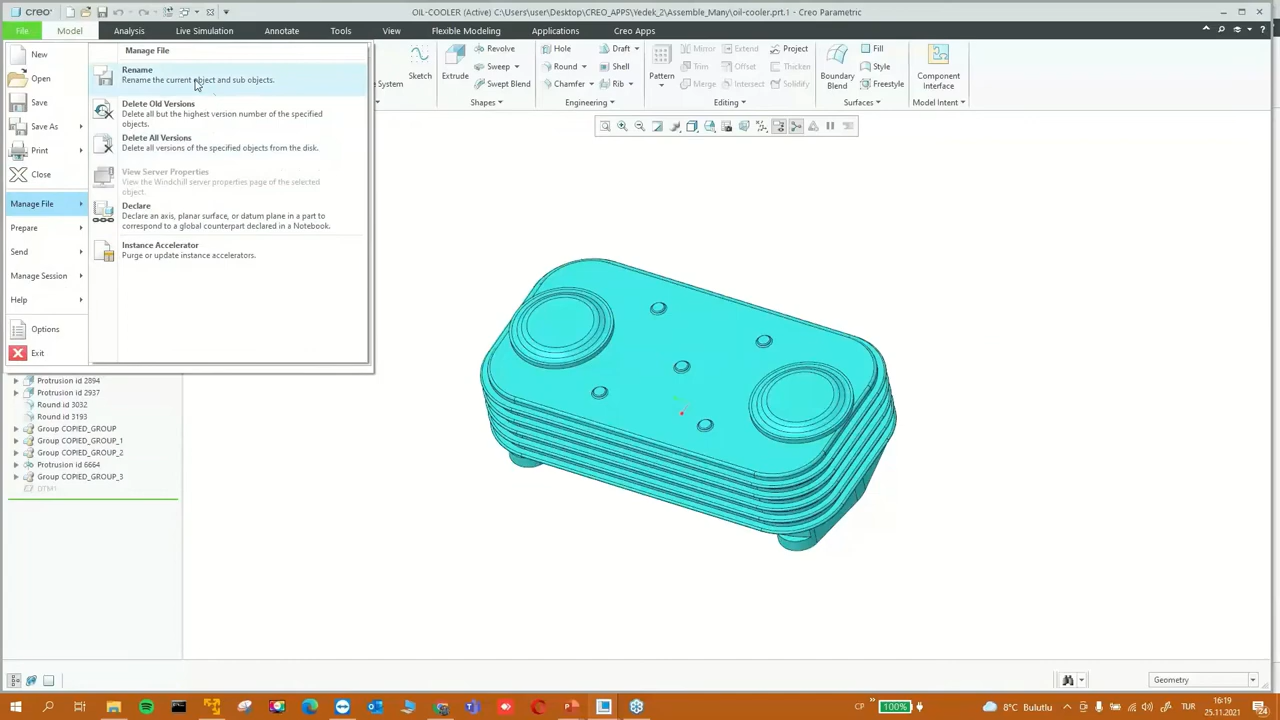 creo
OIL-COOLER (Active) C:\Users\user\Desktop\CREO_APPS\Yedek_2\Assemble_Many\oil-cooler.prt.1 - Creo Parametric
File
Model
Analysis
Live Simulation
Annotate
Tools
View
Flexible Modeling
Applications
Creo Apps
New
Open
Save
Save As
Print
Close
Manage File
Prepare
Send
Manage Session
Help
Options
Exit
Manage File
Rename
Rename the current object and sub objects.
Delete Old Versions
Delete all but the highest version number of the specified
objects.
Delete All Versions
Delete all versions of the specified objects from the disk.
View Server Properties
View the Windchill server properties page of the selected
object.
Declare
Declare an axis, planar surface, or datum plane in a part to
correspond to a global counterpart declared in a Notebook.
Instance Accelerator
Purge or update instance accelerators.
System
Sketch
Extrude
Revolve
Sweep
Swept Blend
Shapes
Hole
Round
Chamfer
Draft
Shell
Rib
Engineering
Pattern
Mirror
Trim
Merge
Extend
Offset
Intersect
Project
Thicken
Solidify
Editing
Boundary
Blend
Fill
Style
Freestyle
Surfaces
Component
Interface
Model Intent
Protrusion id 2894
Protrusion id 2937
Round id 3032
Round id 3193
Group COPIED_GROUP
Group COPIED_GROUP_1
Group COPIED_GROUP_2
Protrusion id 6664
Group COPIED_GROUP_3
DTM1
Geometry
CP
100%
8°C Bulutlu
TUR
16:19
25.11.2021
24